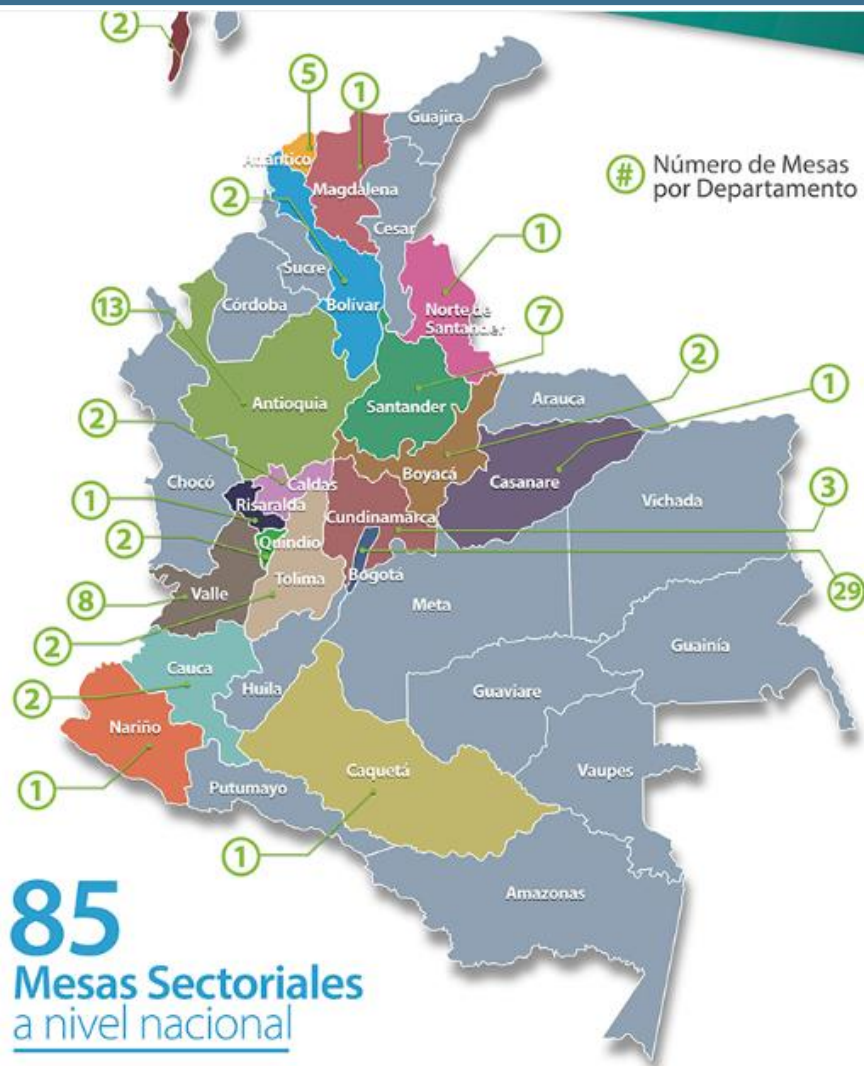 2
5
1
Guajira
# Número de Mesas
por Departamento
Atlántico
Magdalena
2
Cesar
1
Sucre
13
Córdoba
Bolívar
Norte de
Santander
7
2
Antioquia
Santander
Arauca
1
2
Chocó
Caldas
Boyacá
Casanare
Vichada
1
Risaralda
Cundinamarca
3
2
Quindio
Tolima
Bogotá
29
8
Valle
Meta
2
Guainía
Cauca
Huila
Guaviare
2
Nariño
Caquetá
Vaupes
1
Putumayo
1
Amazonas
85
Mesas Sectoriales
a nivel nacional